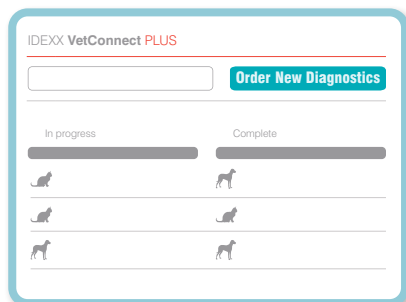 IDEXX VetConnect PLUS
Order New Diagnostics
In progress
Complete